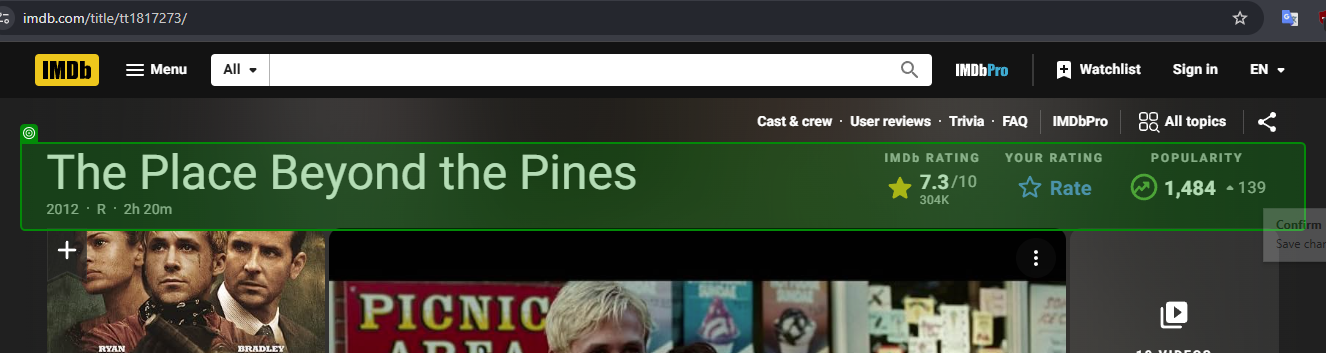 imdb.com/title/tt1817273/
IMDb Menu All IMDbPro Watchlist Sign in EN
Cast & crew · User reviews · Trivia · FAQ IMDbPro All topics
The Place Beyond the Pines
2012 · R · 2h 20m
IMDb RATING
7.3/10
304K
YOUR RATING
Rate
POPULARITY
1,484 139
Confirm
Save chan
RYAN BRADLEY
PICNIC
AREA